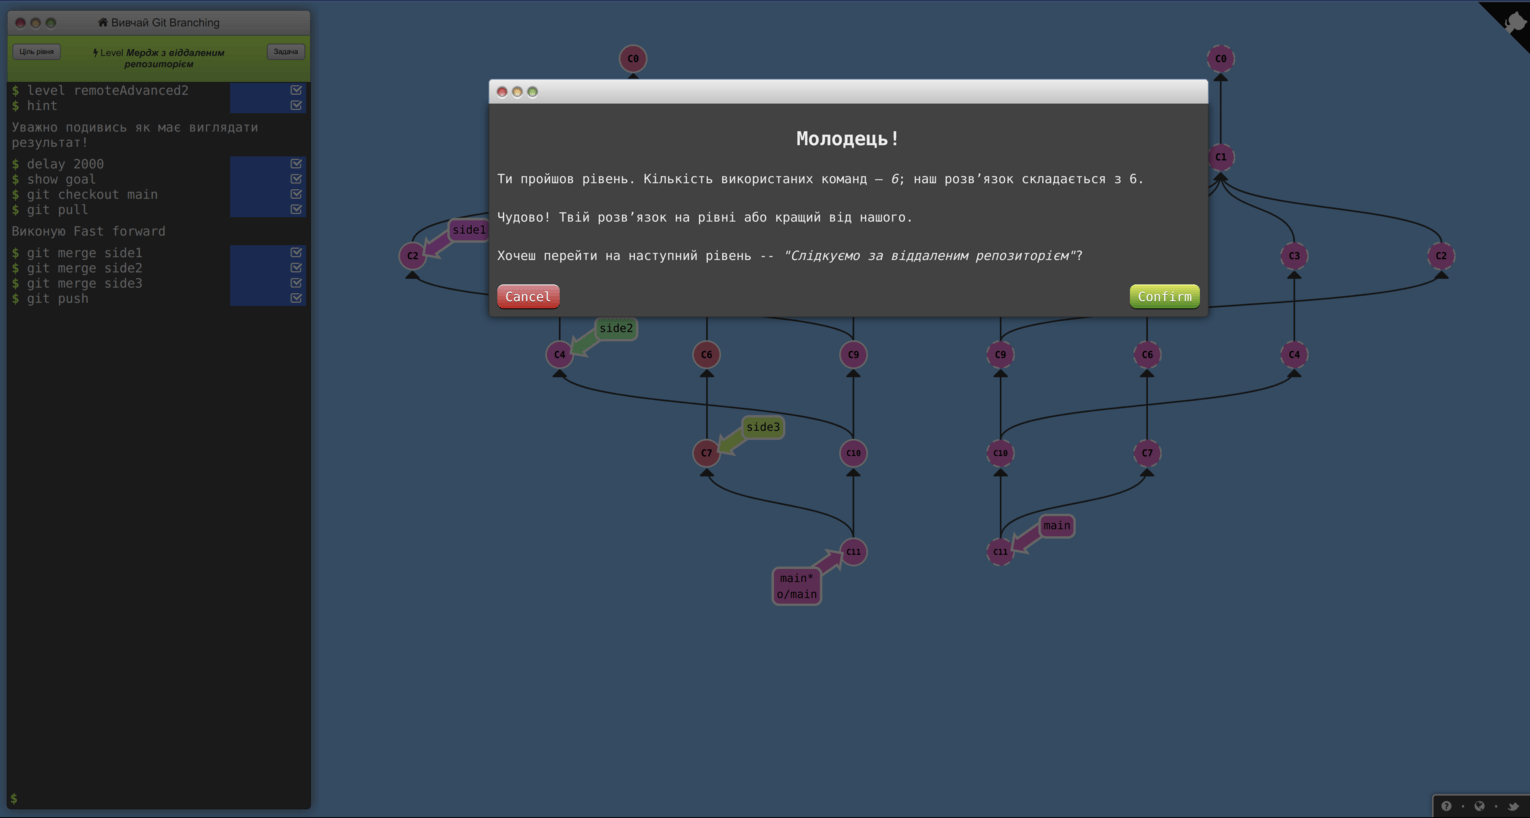 Вивчай Git Branching
Ціль рівня
Level Мердж з віддаленим
репозиторієм
Задача
$ level remoteAdvanced2
$ hint
Уважно подивись як має виглядати
результат!
$ delay 2000
$ show goal
$ git checkout main
$ git pull
Виконую Fast forward
$ git merge side1
$ git merge side2
$ git merge side3
$ git push
$
Молодець!
Ти пройшов рівень. Кількість використаних команд — 6; наш розв’язок складається з 6.
Чудово! Твій розв’язок на рівні або кращий від нашого.
Хочеш перейти на наступний рівень -- "Слідкуємо за віддаленим репозиторієм"?
Cancel
Confirm
C0
C2
side1
C4
side2
C6
C9
C7
side3
C10
C11
main*
o/main
C0
C1
C3
C2
C9
C6
C4
C10
C7
C11
main
?